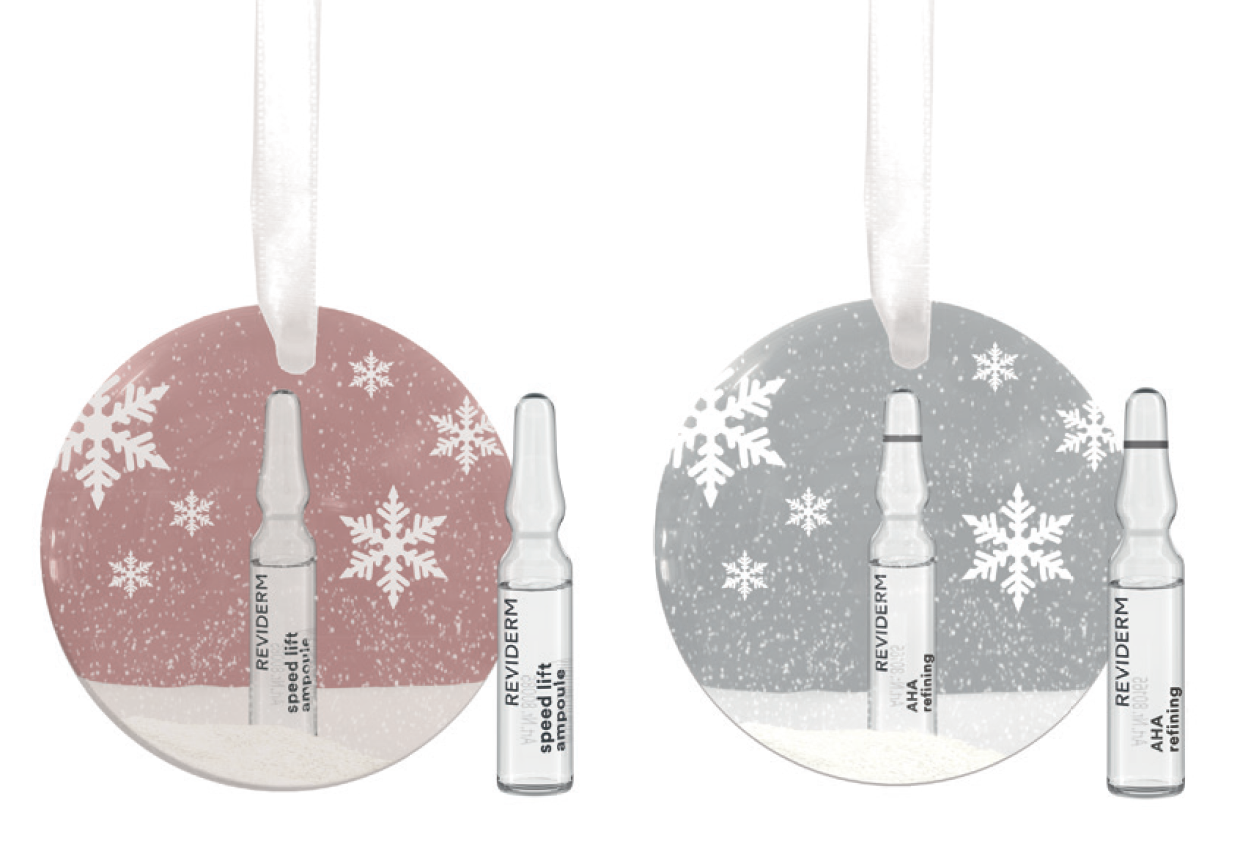 REVIDERM
speed lift
ampoule
REVIDERM
speed lift
ampoule
REVIDERM
AHA
refining
REVIDERM
AHA
refining